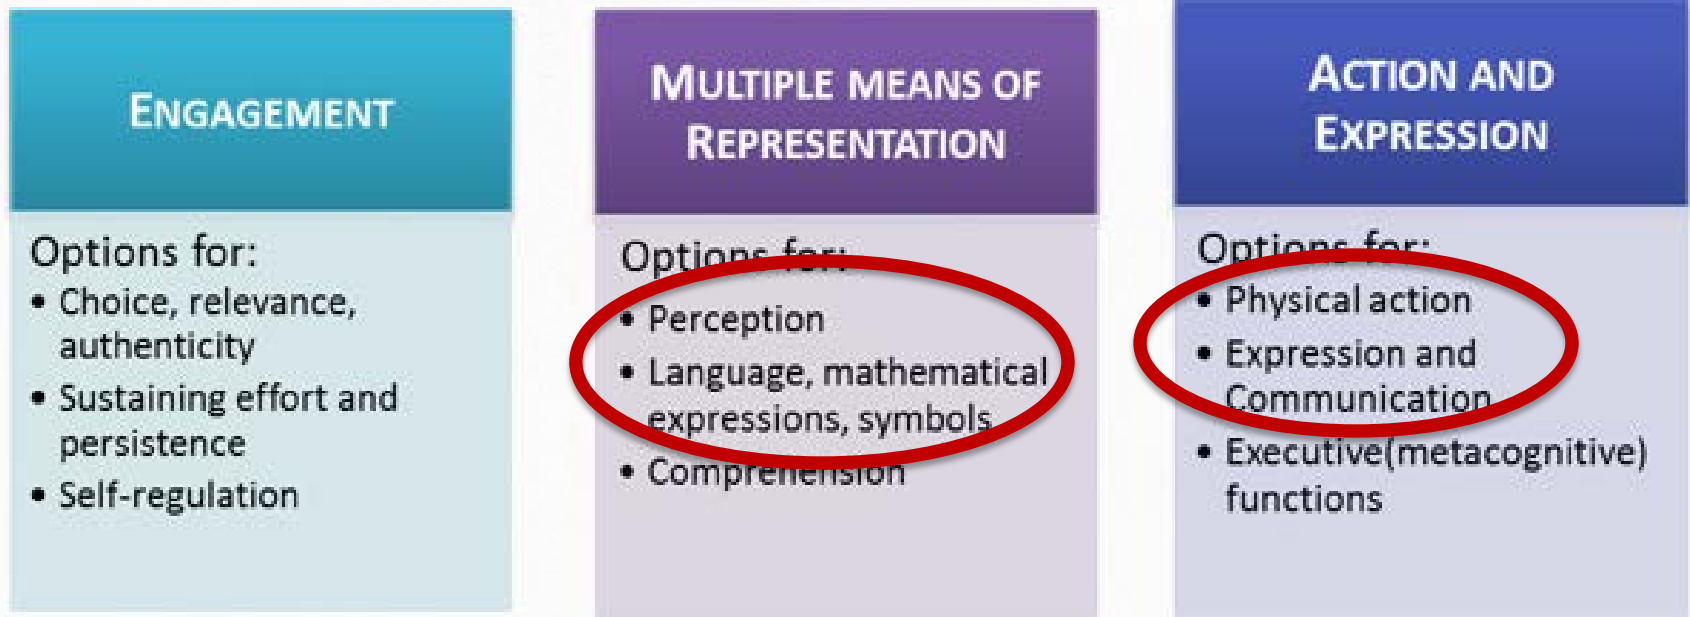 ENGAGEMENT
Options for:
• Choice, relevance,
authenticity
• Sustaining effort and
persistence
• Self-regulation
MULTIPLE MEANS OF
REPRESENTATION
Options for:
• Perception
• Language, mathematical
expressions, symbols
• Comprehension
ACTION AND
EXPRESSION
Options for:
• Physical action
• Expression and
Communication
• Executive(metacognitive)
functions